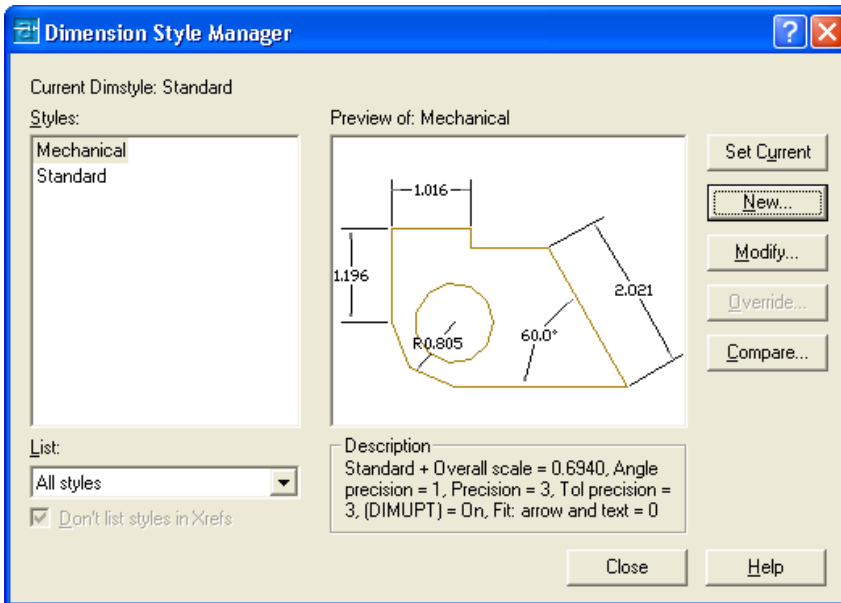 Dimension Style Manager
Current Dimstyle: Standard
Styles:
Mechanical
Standard
Preview of: Mechanical
1.016
1.196
2.021
R0.805
60.0°
Set Current
New...
Modify...
Override...
Compare...
List:
All styles
Don't list styles in Xrefs
Description
Standard + Overall scale = 0.6940, Angle
precision = 1, Precision = 3, Tol precision =
3, (DIMUPT) = On, Fit: arrow and text = 0
Close
Help